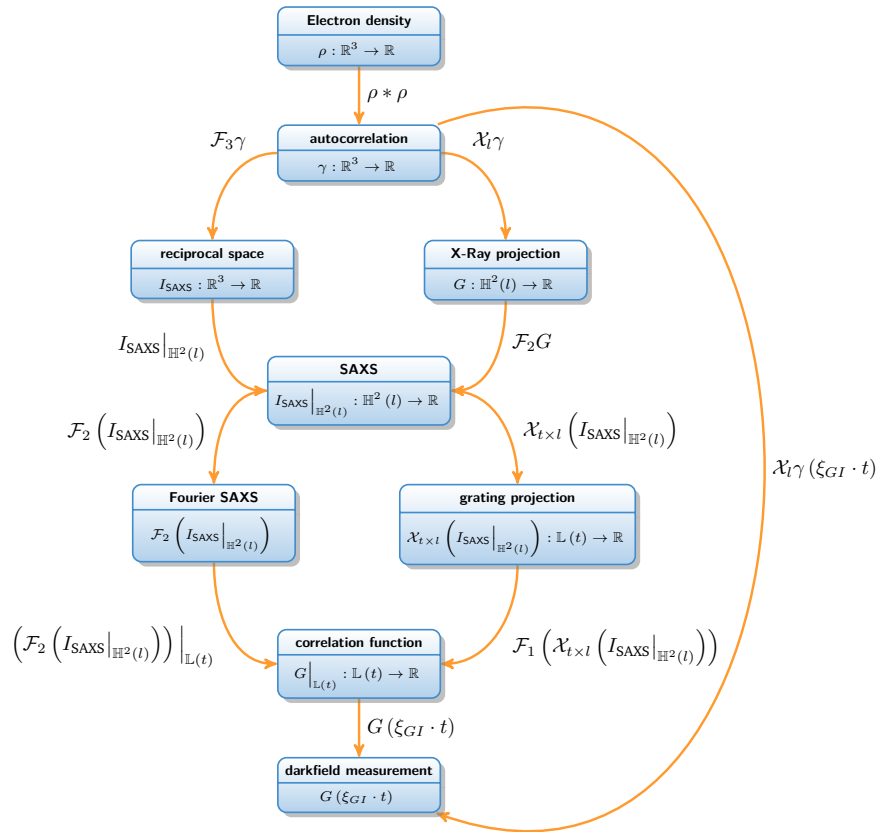 Electron density
ρ : ℝ³ → ℝ
ρ ∗ ρ
autocorrelation
γ : ℝ³ → ℝ
𝓕₃γ
𝓧ₗγ
reciprocal space
I_SAXS : ℝ³ → ℝ
X-Ray projection
G : ℍ²(l) → ℝ
I_SAXS|_ℍ²(l)
𝓕₂G
SAXS
I_SAXS|_ℍ²(l) : ℍ² (l) → ℝ
𝓕₂ (I_SAXS|_ℍ²(l))
𝓧_t×l (I_SAXS|_ℍ²(l))
𝓧ₗγ (ξ_GI · t)
Fourier SAXS
𝓕₂ (I_SAXS|_ℍ²(l))
grating projection
𝓧_t×l (I_SAXS|_ℍ²(l)) : 𝕃 (t) → ℝ
(𝓕₂ (I_SAXS|_ℍ²(l)))|_𝕃(t)
𝓕₁ (𝓧_t×l (I_SAXS|_ℍ²(l)))
correlation function
G|_𝕃(t) : 𝕃 (t) → ℝ
G (ξ_GI · t)
darkfield measurement
G (ξ_GI · t)